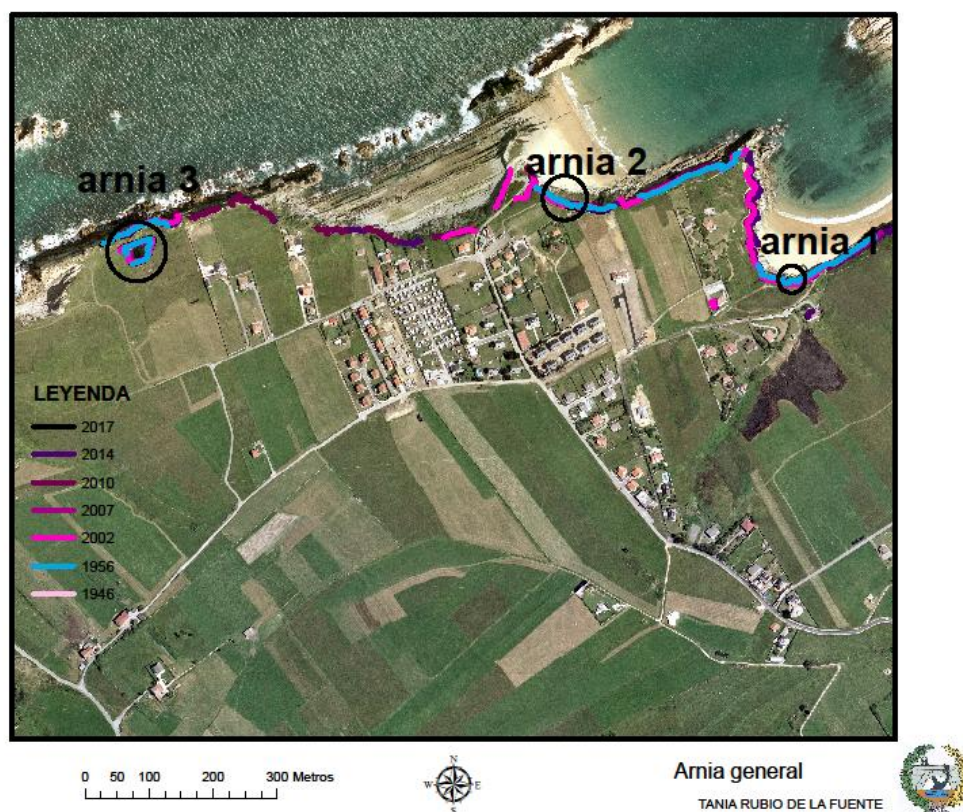 arnia 3
arnia 2
arnia 1
LEYENDA
2017
2014
2010
2007
2002
1956
1946
0 50 100 200 300 Metros
N
W E
S
Arnia general
TANIA RUBIO DE LA FUENTE